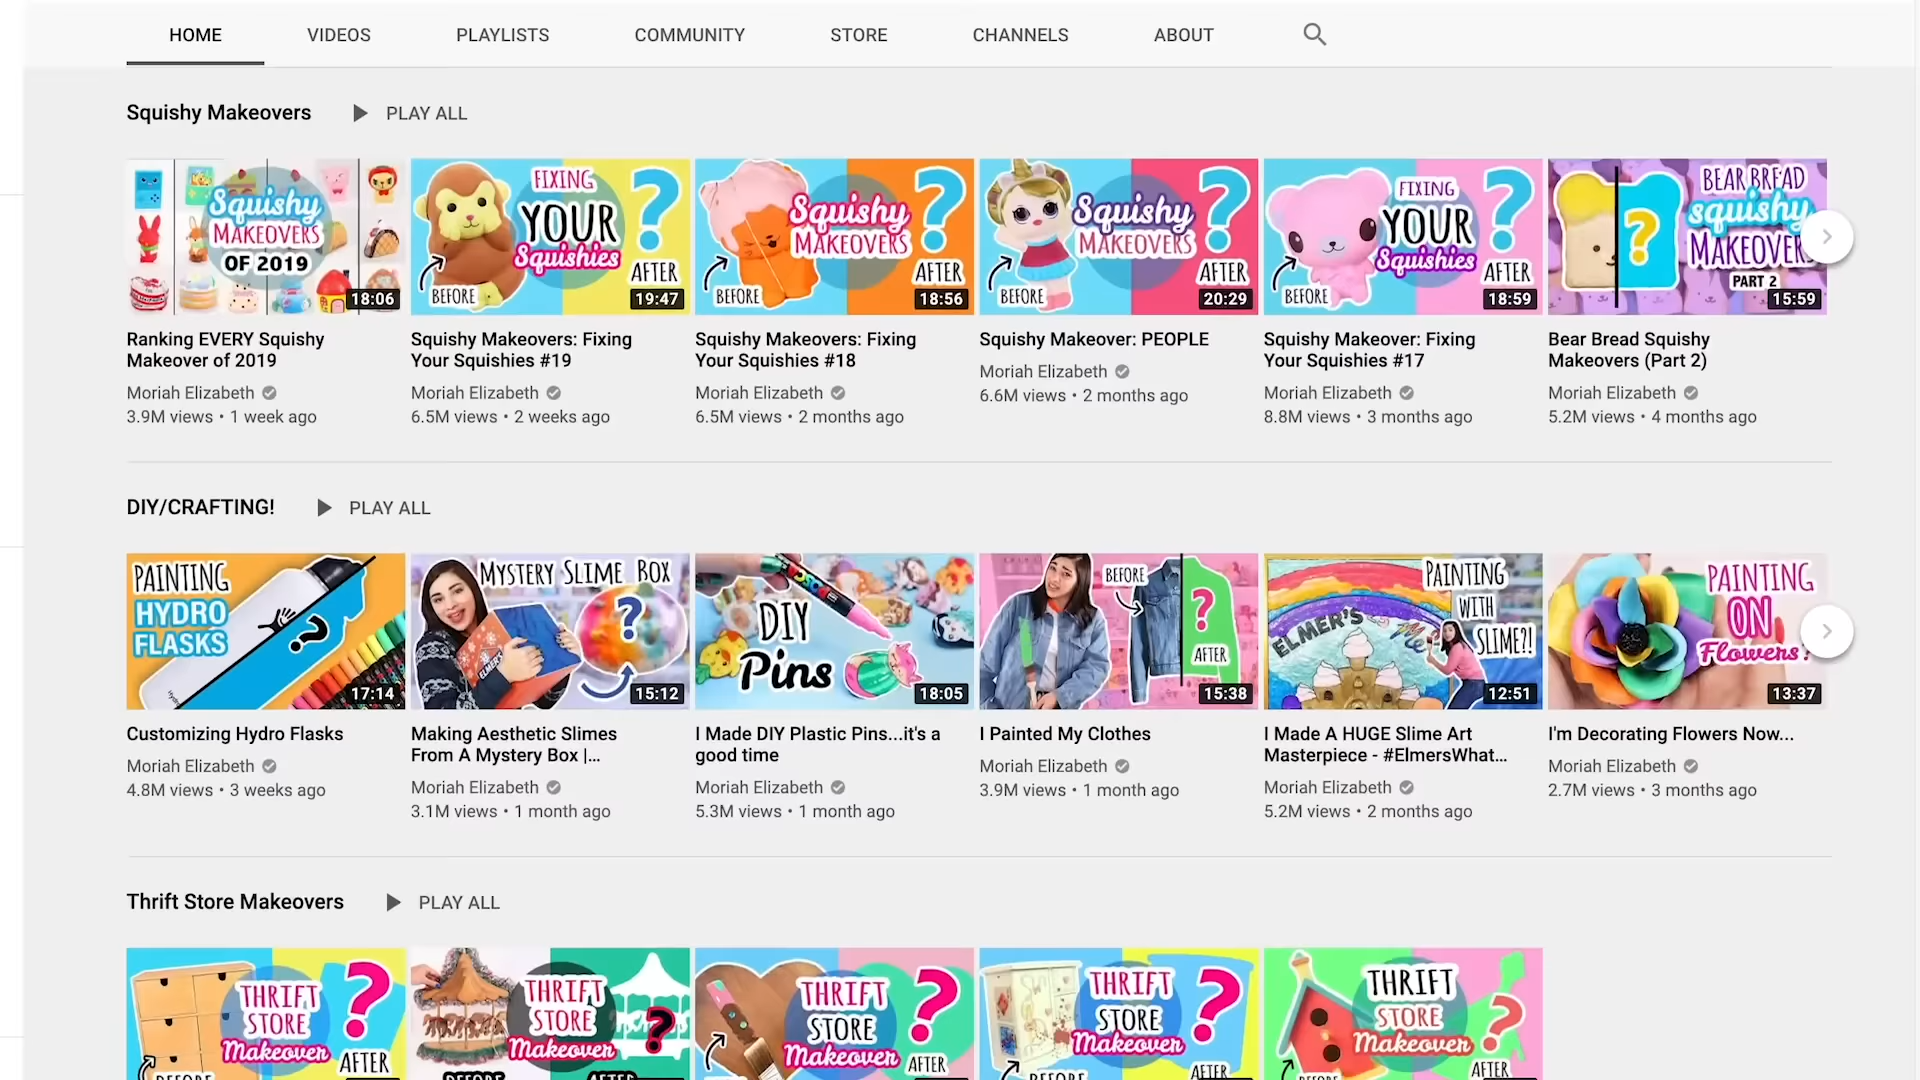 HOME VIDEOS PLAYLISTS COMMUNITY STORE CHANNELS ABOUT
Squishy Makeovers PLAY ALL
Squishy
MAKEOVERS
OF 2019
18:06
FIXING
YOUR
Squishies
BEFORE
AFTER
19:47
Squishy
MAKEOVERS
?
BEFORE
AFTER
18:56
Squishy
MAKEOVERS
?
BEFORE
AFTER
20:29
FIXING
YOUR
Squishies
?
BEFORE
AFTER
18:59
BEAR BREAD
squishy
MAKEOVERS
PART 2
?
15:59
Ranking EVERY Squishy
Makeover of 2019
Moriah Elizabeth
3.9M views • 1 week ago
Squishy Makeovers: Fixing
Your Squishies #19
Moriah Elizabeth
6.5M views • 2 weeks ago
Squishy Makeovers: Fixing
Your Squishies #18
Moriah Elizabeth
6.5M views • 2 months ago
Squishy Makeover: PEOPLE
Moriah Elizabeth
6.6M views • 2 months ago
Squishy Makeover: Fixing
Your Squishies #17
Moriah Elizabeth
8.8M views • 3 months ago
Bear Bread Squishy
Makeovers (Part 2)
Moriah Elizabeth
5.2M views • 4 months ago
DIY/CRAFTING! PLAY ALL
PAINTING
HYDRO
FLASKS
?
17:14
MYSTERY SLIME BOX
?
ELMER'S
15:12
POSCA
DIY
Pins
18:05
BEFORE
?
AFTER
15:38
PAINTING
WITH
SLIME?!
ELMER'S
12:51
PAINTING
ON
Flowers?
13:37
Customizing Hydro Flasks
Moriah Elizabeth
4.8M views • 3 weeks ago
Making Aesthetic Slimes
From A Mystery Box |...
Moriah Elizabeth
3.1M views • 1 month ago
I Made DIY Plastic Pins...it's a
good time
Moriah Elizabeth
5.3M views • 1 month ago
I Painted My Clothes
Moriah Elizabeth
3.9M views • 1 month ago
I Made A HUGE Slime Art
Masterpiece - #ElmersWhat...
Moriah Elizabeth
5.2M views • 2 months ago
I'm Decorating Flowers Now...
Moriah Elizabeth
2.7M views • 3 months ago
Thrift Store Makeovers PLAY ALL
THRIFT
STORE
Makeover
?
BEFORE
AFTER
THRIFT
STORE
Makeover
?
BEFORE
AFTER
THRIFT
STORE
Makeover
?
AFTER
THRIFT
STORE
Makeover
?
BEFORE
AFTER
THRIFT
STORE
Makeover
?
BEFORE
AFTER